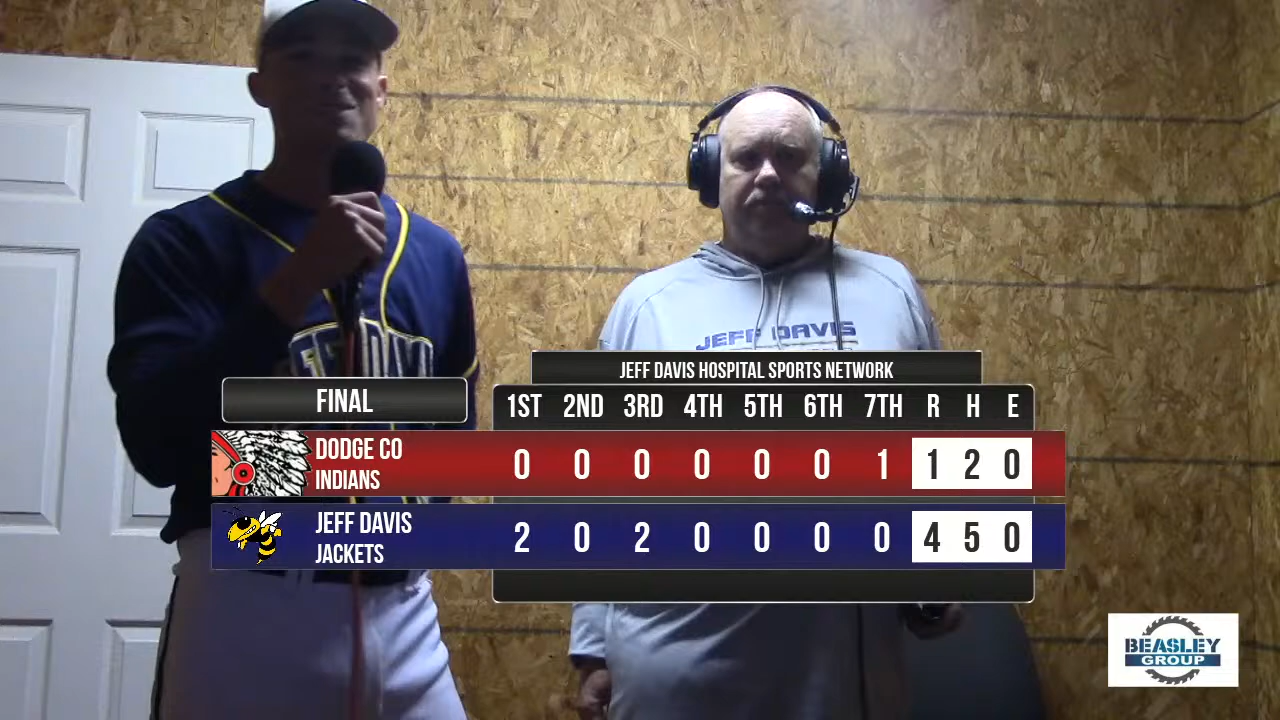 JEFF DAVIS
JEFF DAVIS HOSPITAL SPORTS NETWORK
FINAL
1ST 2ND 3RD 4TH 5TH 6TH 7TH R H E
DODGE CO
INDIANS
0 0 0 0 0 0 1 1 2 0
JEFF DAVIS
JACKETS
2 0 2 0 0 0 0 4 5 0
BEASLEY
GROUP